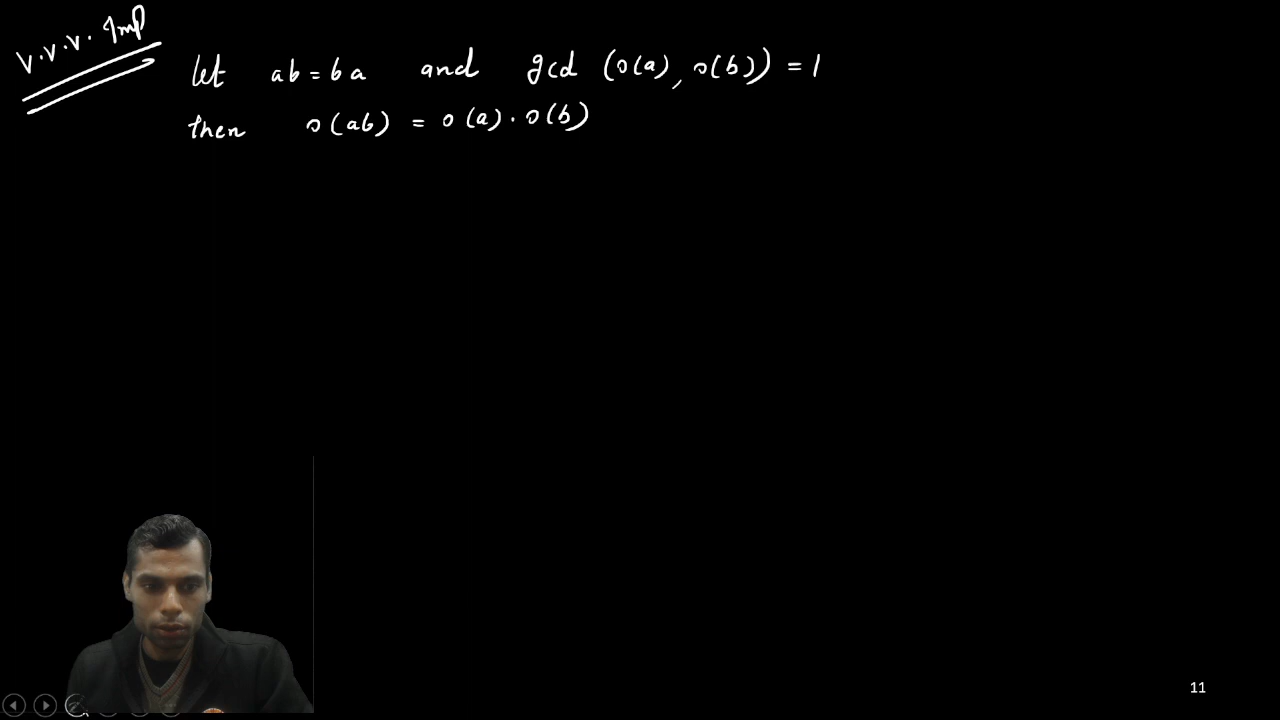 V.V.V. Imp
let ab = ba and gcd (o(a), o(b)) = 1
then o(ab) = o(a) . o(b)
11